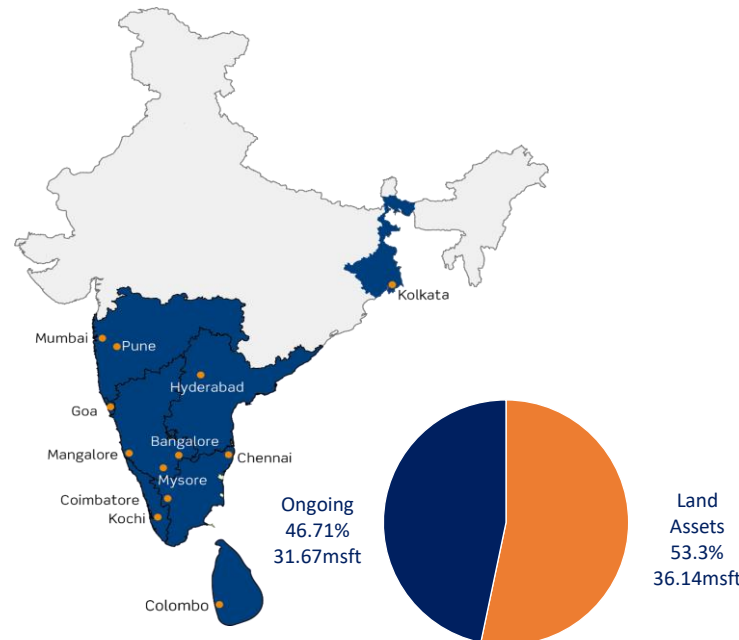 Kolkata
Mumbai
Pune
Hyderabad
Goa
Bangalore
Mangalore
Chennai
Mysore
Coimbatore
Kochi
Colombo
Ongoing
46.71%
31.67msft
Land
Assets
53.3%
36.14msft